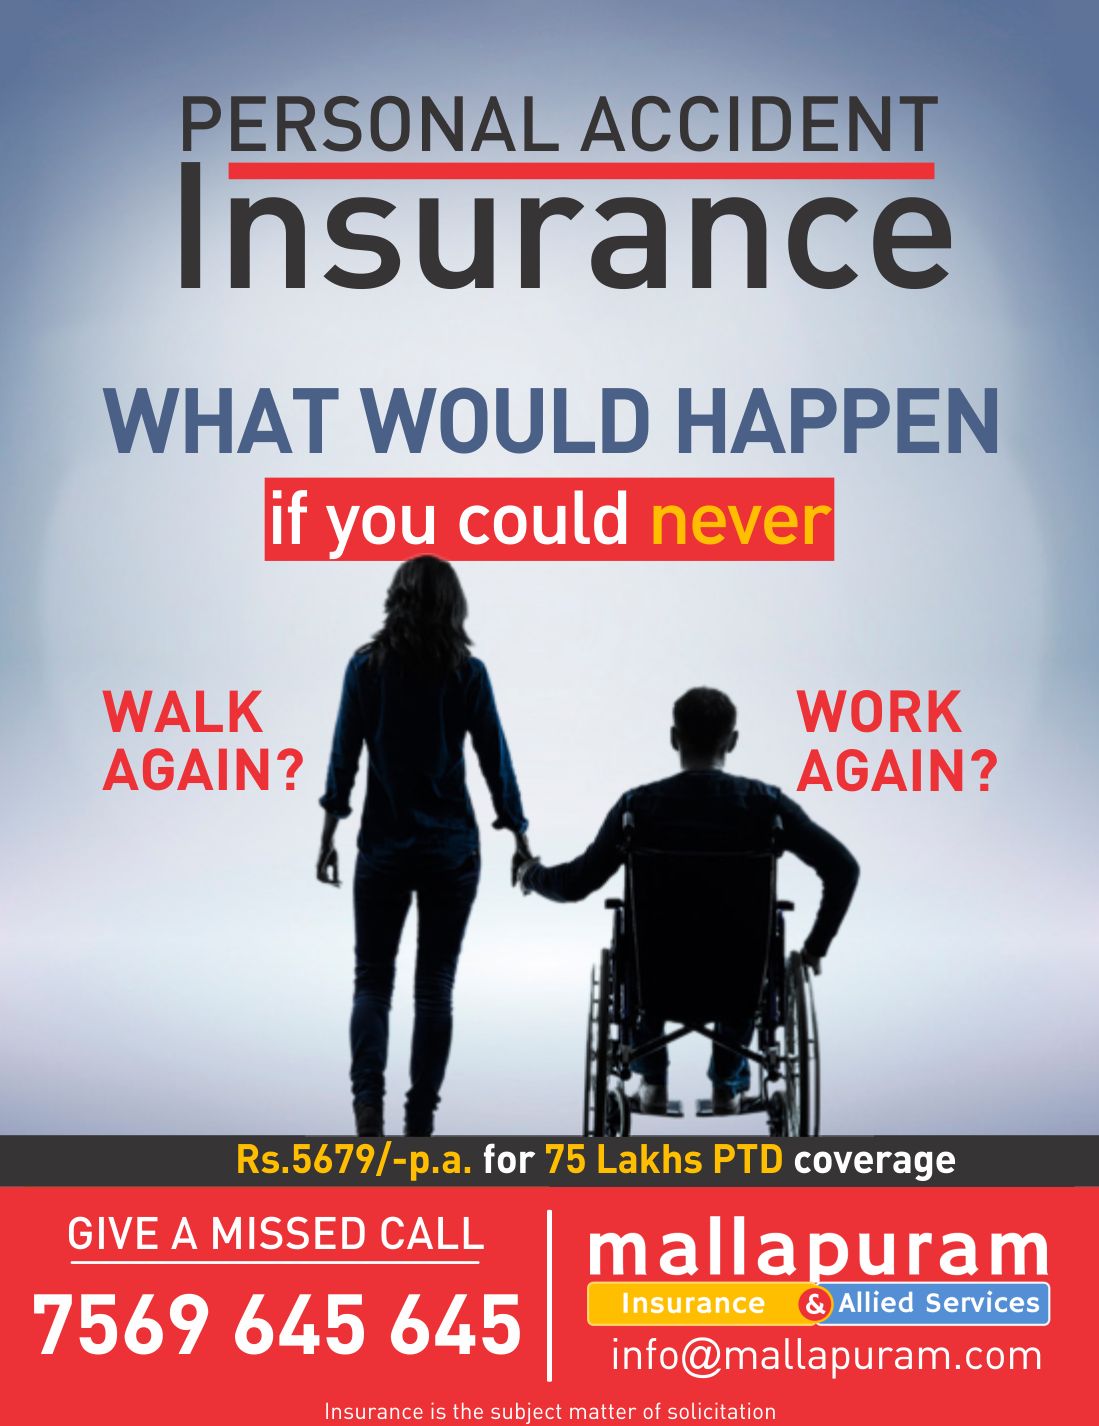 PERSONAL ACCIDENT
Insurance
WHAT WOULD HAPPEN
if you could never
WALK
AGAIN?
WORK
AGAIN?
Rs.5679/-p.a. for 75 Lakhs PTD coverage
GIVE A MISSED CALL
7569 645 645
mallapuram
Insurance & Allied Services
info@mallapuram.com
Insurance is the subject matter of solicitation